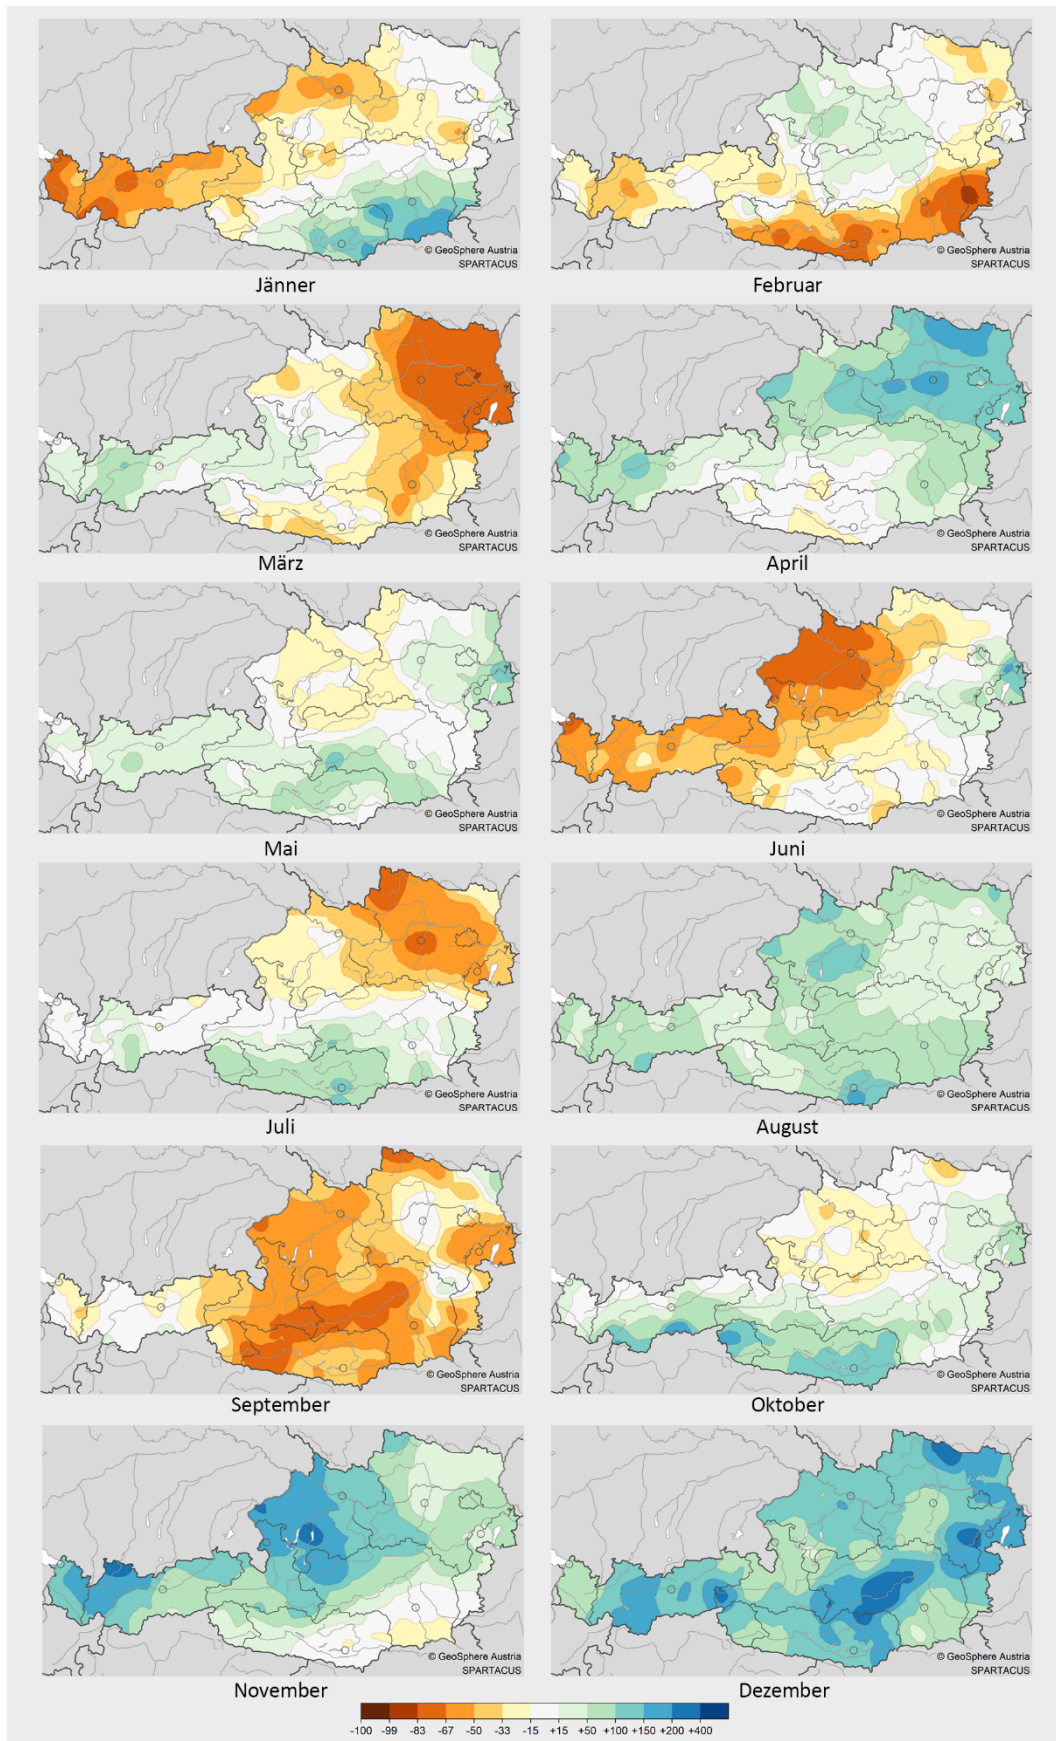 © GeoSphere Austria
SPARTACUS
© GeoSphere Austria
SPARTACUS
Jänner
Februar
© GeoSphere Austria
SPARTACUS
© GeoSphere Austria
SPARTACUS
März
April
© GeoSphere Austria
SPARTACUS
© GeoSphere Austria
SPARTACUS
Mai
Juni
© GeoSphere Austria
SPARTACUS
© GeoSphere Austria
SPARTACUS
Juli
August
© GeoSphere Austria
SPARTACUS
© GeoSphere Austria
SPARTACUS
September
Oktober
© GeoSphere Austria
SPARTACUS
© GeoSphere Austria
SPARTACUS
November
Dezember
-100 -99 -83 -67 -50 -33 -15 +15 +50 +100 +150 +200 +400